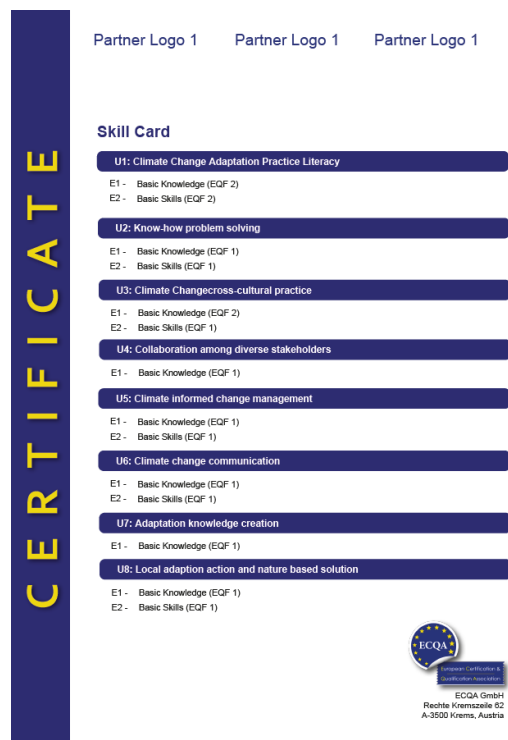 Partner Logo 1 Partner Logo 1 Partner Logo 1
CERTIFICATE
Skill Card
U1: Climate Change Adaptation Practice Literacy
E1 - Basic Knowledge (EQF 2)
E2 - Basic Skills (EQF 2)
U2: Know-how problem solving
E1 - Basic Knowledge (EQF 1)
E2 - Basic Skills (EQF 1)
U3: Climate Changecross-cultural practice
E1 - Basic Knowledge (EQF 2)
E2 - Basic Skills (EQF 1)
U4: Collaboration among diverse stakeholders
E1 - Basic Knowledge (EQF 1)
U5: Climate informed change management
E1 - Basic Knowledge (EQF 1)
E2 - Basic Skills (EQF 1)
U6: Climate change communication
E1 - Basic Knowledge (EQF 1)
E2 - Basic Skills (EQF 1)
U7: Adaptation knowledge creation
E1 - Basic Knowledge (EQF 1)
U8: Local adaption action and nature based solution
E1 - Basic Knowledge (EQF 1)
E2 - Basic Skills (EQF 1)
ECQA
European Certification &
Qualification Association
ECQA GmbH
Rechte Kremszeile 62
A-3500 Krems, Austria